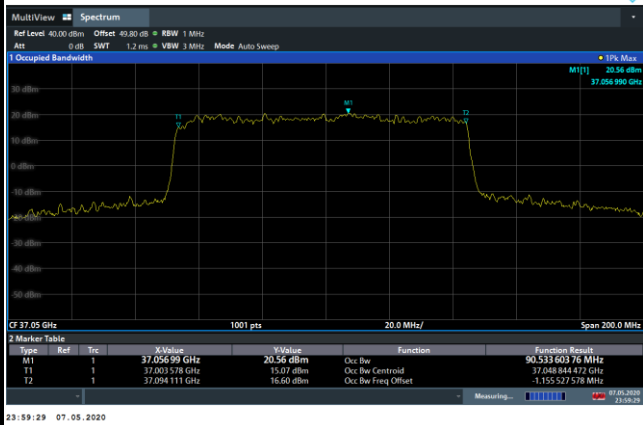 MultiView Spectrum
Ref Level 40.00 dBm Offset 49.80 dB RBW 1 MHz
Att 0 dB SWT 1.2 ms VBW 3 MHz Mode Auto Sweep
1 Occupied Bandwidth 1Pk Max
M1[1] 20.56 dBm
37.056 990 GHz
30 dBm
M1
20 dBm
T1 T2
10 dBm
0 dBm
-10 dBm
-20 dBm
-30 dBm
-40 dBm
-50 dBm
CF 37.05 GHz 1001 pts 20.0 MHz/ Span 200.0 MHz
2 Marker Table
Type Ref Trc X-Value Y-Value Function Function Result
M1 1 37.056 99 GHz 20.56 dBm Occ Bw 90.533 603 76 MHz
T1 1 37.003 578 GHz 15.07 dBm Occ Bw Centroid 37.048 844 472 GHz
T2 1 37.094 111 GHz 16.60 dBm Occ Bw Freq Offset -1.155 527 578 MHz
Measuring... 07.05.2020
23:59:29
23:59:29 07.05.2020